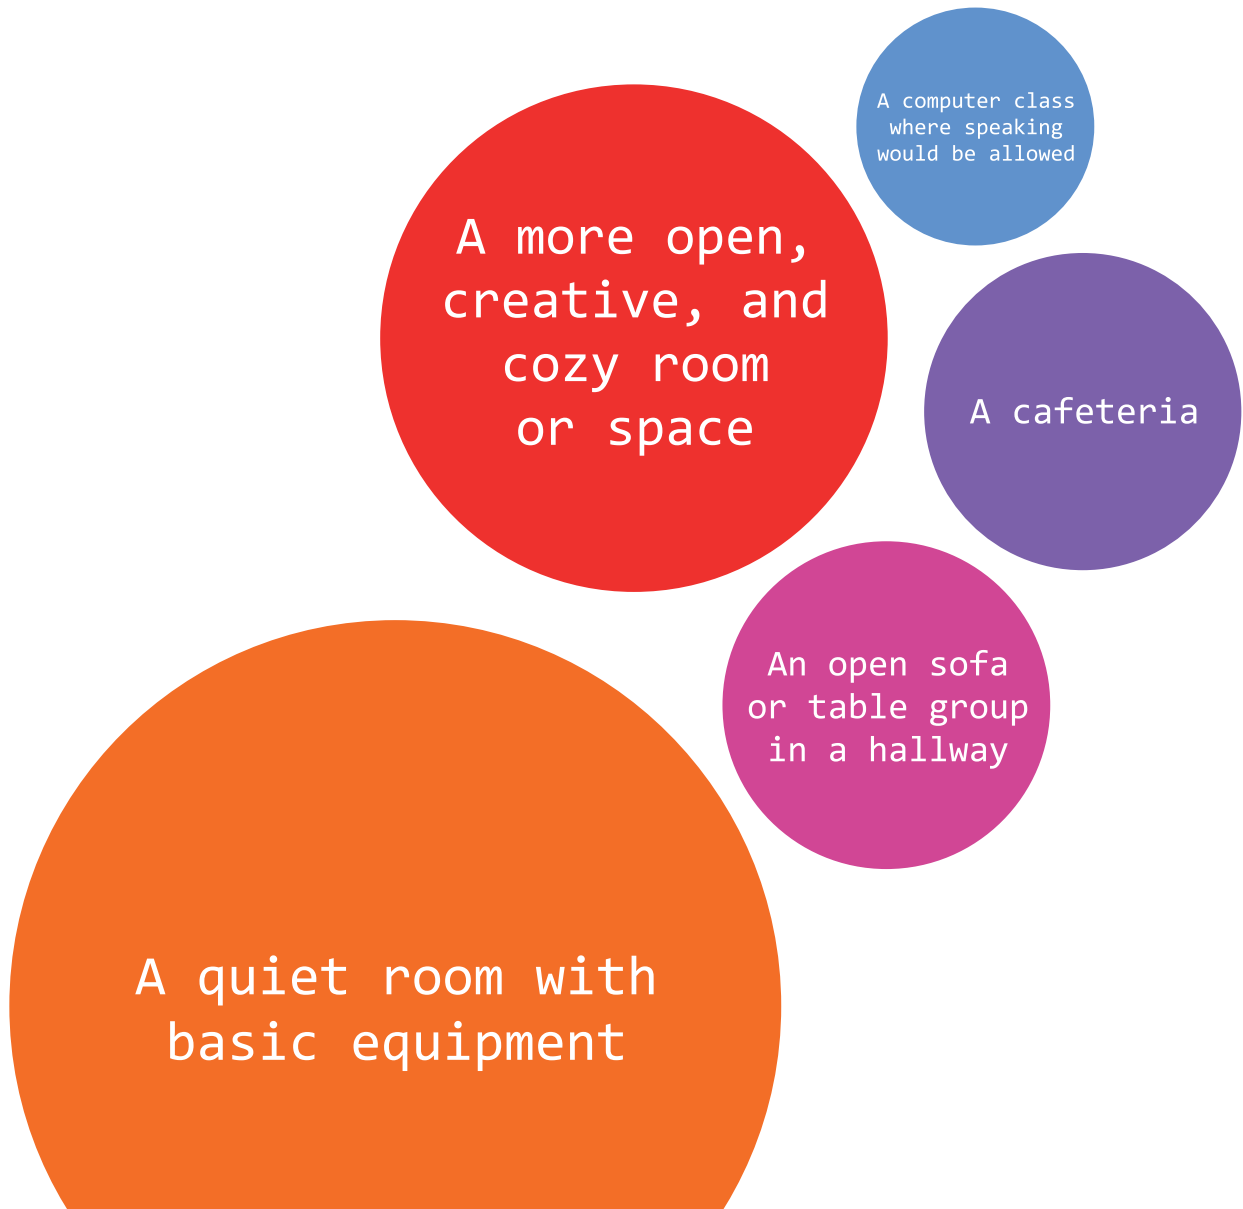 A computer class
where speaking
would be allowed
A more open,
creative, and
cozy room
or space
A cafeteria
An open sofa
or table group
in a hallway
A quiet room with
basic equipment